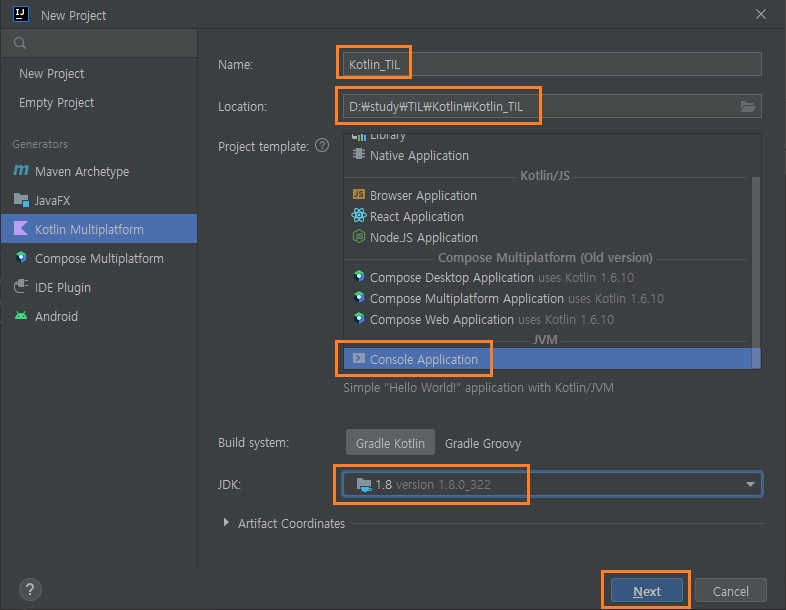 New Project
New Project
Empty Project
Generators
Maven Archetype
JavaFX
Kotlin Multiplatform
Compose Multiplatform
IDE Plugin
Android
Name:
Kotlin_TIL
Location:
D:₩study₩TIL₩Kotlin₩Kotlin_TIL
Project template: ?
Library
Native Application
Kotlin/JS
JS Browser Application
React Application
Node.JS Application
Compose Multiplatform (Old version)
Compose Desktop Application uses Kotlin 1.6.10
Compose Multiplatform Application uses Kotlin 1.6.10
Compose Web Application uses Kotlin 1.6.10
JVM
Console Application
Simple "Hello World!" application with Kotlin/JVM
Build system:
Gradle Kotlin Gradle Groovy
JDK:
1.8 version 1.8.0_322
Artifact Coordinates
?
Next
Cancel